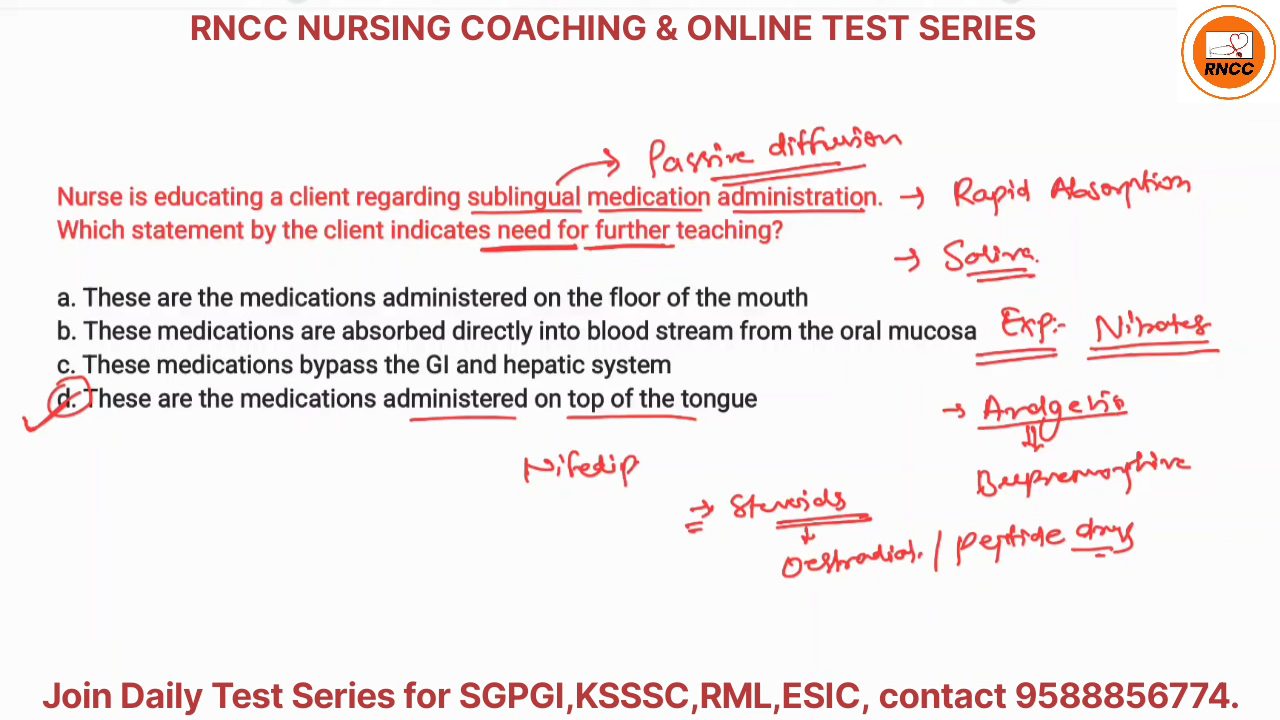 RNCC NURSING COACHING & ONLINE TEST SERIES
RNCC
→ Passive diffusion
Nurse is educating a client regarding sublingual medication administration. → Rapid Absorption
Which statement by the client indicates need for further teaching?
→ Saliva.
a. These are the medications administered on the floor of the mouth
b. These medications are absorbed directly into blood stream from the oral mucosa
Exp:- Nitrates
c. These medications bypass the GI and hepatic system
d. These are the medications administered on top of the tongue
→
Nifedip
→ Steroids
Oestradiol. / peptide drugs
Join Daily Test Series for SGPGI,KSSSC,RML,ESIC, contact 9588856774.